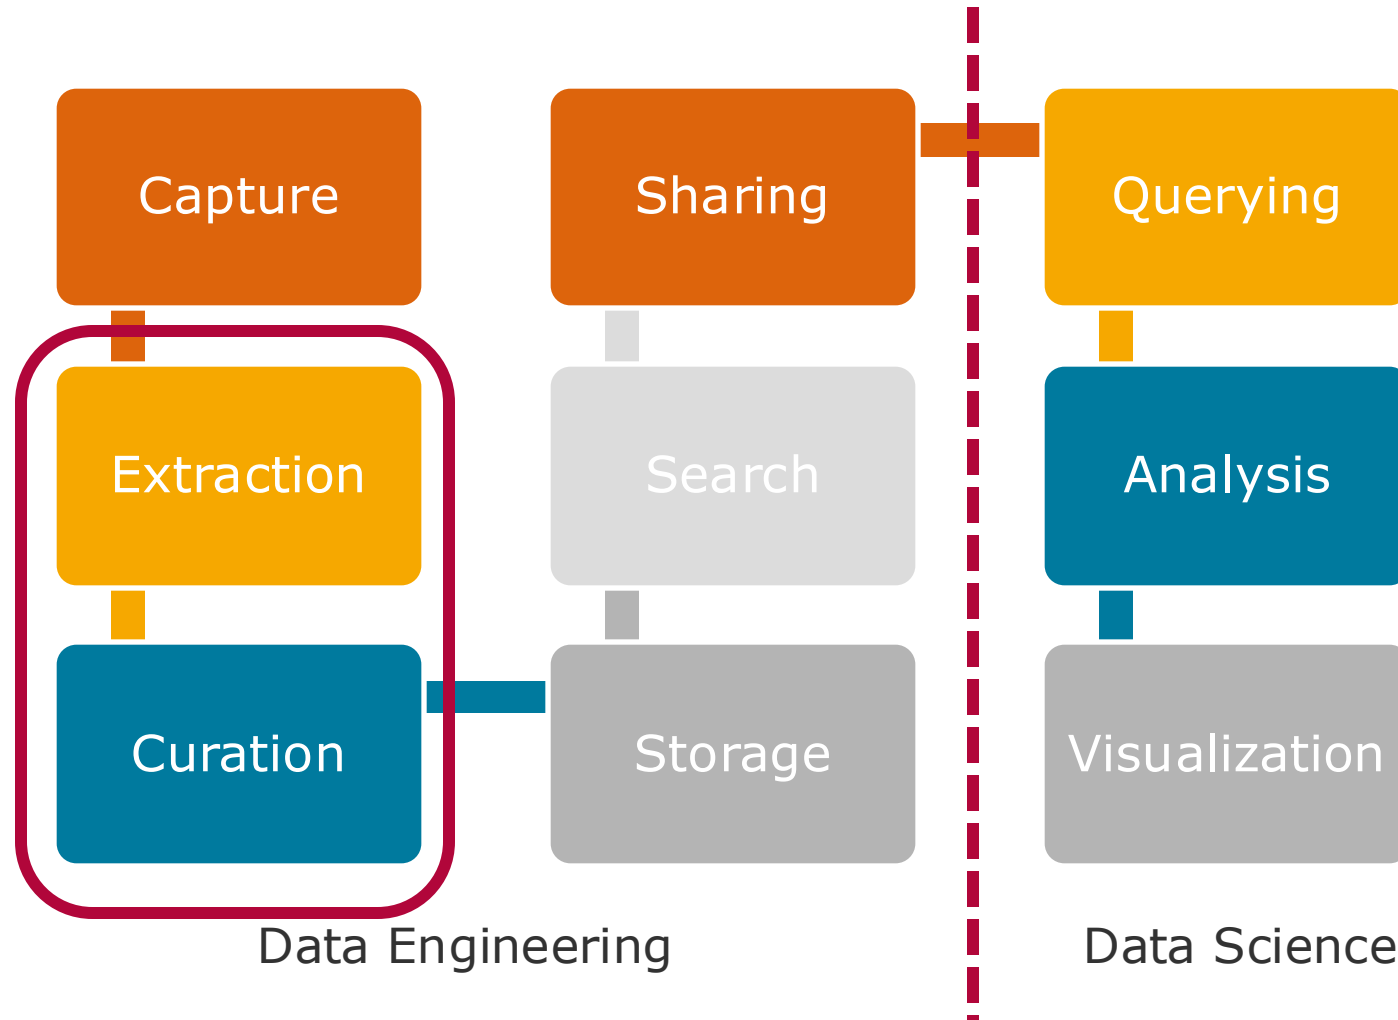 Capture
Extraction
Curation
Storage
Search
Sharing
Querying
Analysis
Visualization
Data Engineering
Data Science